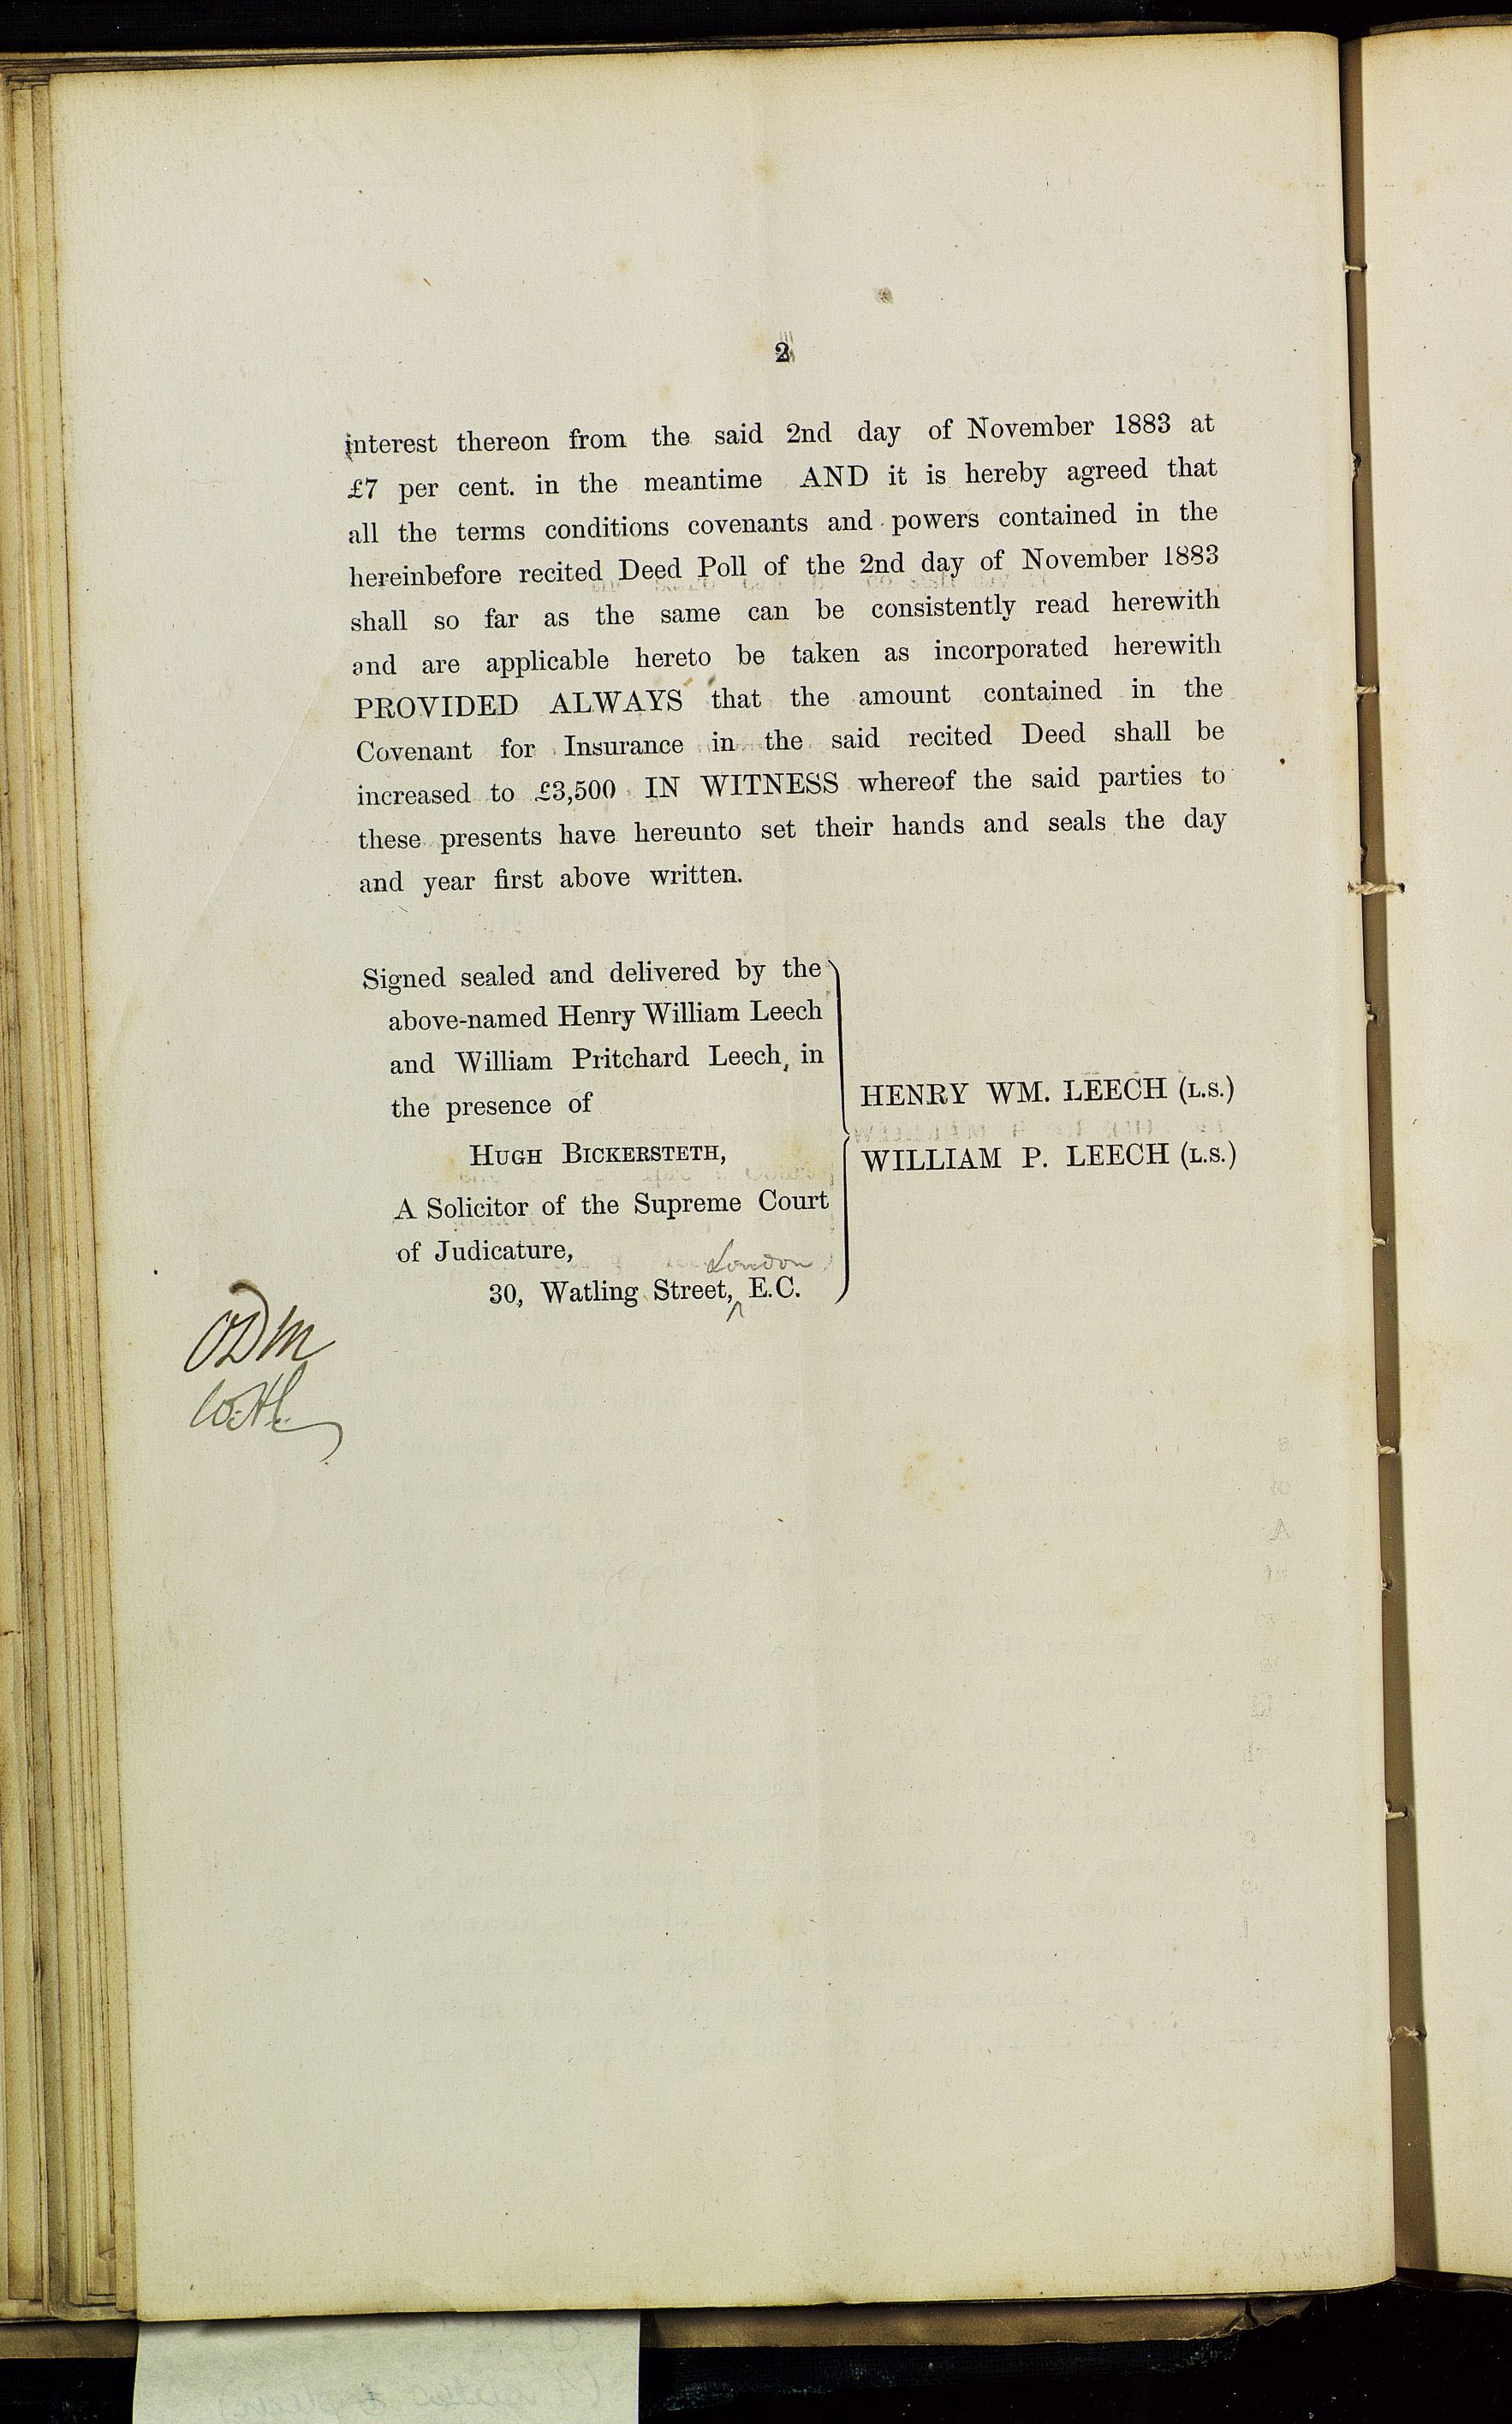 2
interest thereon from the said 2nd day of November 1883 at
£7 per cent. in the meantime AND it is hereby agreed that
all the terms conditions covenants and powers contained in the
hereinbefore recited Deed Poll of the 2nd day of November 1883
shall so far as the same can be consistently read herewith
and are applicable hereto be taken as incorporated herewith
PROVIDED ALWAYS that the amount contained in the
Covenant for Insurance in the said recited Deed shall be
increased to £3,500 IN WITNESS whereof the said parties to
these presents have hereunto set their hands and seals the day
and year first above written.
Signed sealed and delivered by the
above-named Henry William Leech
and William Pritchard Leech, in
the presence of
HUGH BICKERSTETH,
A Solicitor of the Supreme Court
of Judicature,
London
30, Watling Street, E.C.
HENRY WM. LEECH (L.S.)
WILLIAM P. LEECH (L.S.)
ODM